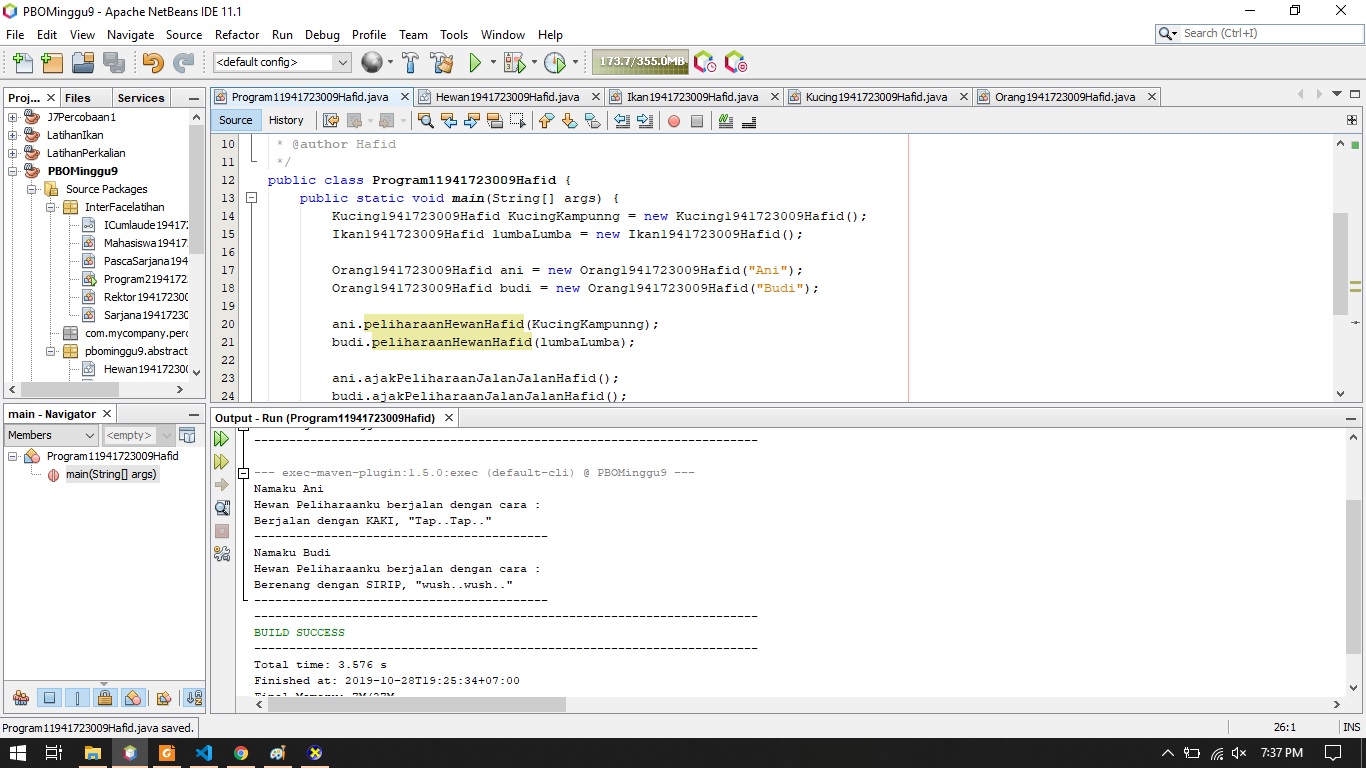 PBOMinggu9 - Apache NetBeans IDE 11.1
File Edit View Navigate Source Refactor Run Debug Profile Team Tools Window Help
Search (Ctrl+I)
<default config>
173.7/355.0MB
Proj... Files Services
Program11941723009Hafid.java Hewan1941723009Hafid.java Ikan1941723009Hafid.java Kucing1941723009Hafid.java Orang1941723009Hafid.java
Source History
J7Percobaan1
LatihanIkan
LatihanPerkalian
PBOMinggu9
Source Packages
InterFacelatihan
ICumlaude19417
Mahasiswa19417
PascaSarjana194
Program2194172
Rektor194172300
Sarjana19417230
com.mycompany.perc
pbominggu9.abstract
Hewan19417230
10 * @author Hafid
11 */
12 public class Program11941723009Hafid {
13 public static void main(String[] args) {
14 Kucing1941723009Hafid KucingKampunng = new Kucing1941723009Hafid();
15 Ikan1941723009Hafid lumbaLumba = new Ikan1941723009Hafid();
16
17 Orang1941723009Hafid ani = new Orang1941723009Hafid("Ani");
18 Orang1941723009Hafid budi = new Orang1941723009Hafid("Budi");
19
20 ani.peliharaanHewanHafid(KucingKampunng);
21 budi.peliharaanHewanHafid(lumbaLumba);
22
23 ani.ajakPeliharaanJalanJalanHafid();
24 budi.ajakPeliharaanJalanJalanHafid();
main - Navigator
Members <empty>
Program11941723009Hafid
main(String[] args)
Output - Run (Program11941723009Hafid)
------------------------------------------------------------------------
--- exec-maven-plugin:1.5.0:exec (default-cli) @ PBOMinggu9 ---
Namaku Ani
Hewan Peliharaanku berjalan dengan cara :
Berjalan dengan KAKI, "Tap..Tap.."
------------------------------------------
Namaku Budi
Hewan Peliharaanku berjalan dengan cara :
Berenang dengan SIRIP, "wush..wush.."
------------------------------------------
------------------------------------------------------------------------
BUILD SUCCESS
------------------------------------------------------------------------
Total time: 3.576 s
Finished at: 2019-10-28T19:25:34+07:00
Program11941723009Hafid.java saved.
26:1 INS
7:37 PM